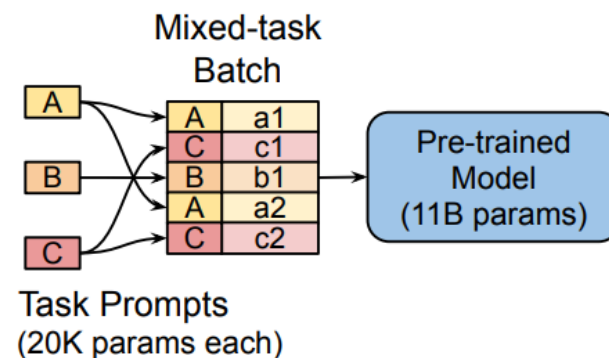 Mixed-task
Batch
A
B
C
A a1
C c1
B b1
A a2
C c2
Pre-trained
Model
(11B params)
Task Prompts
(20K params each)